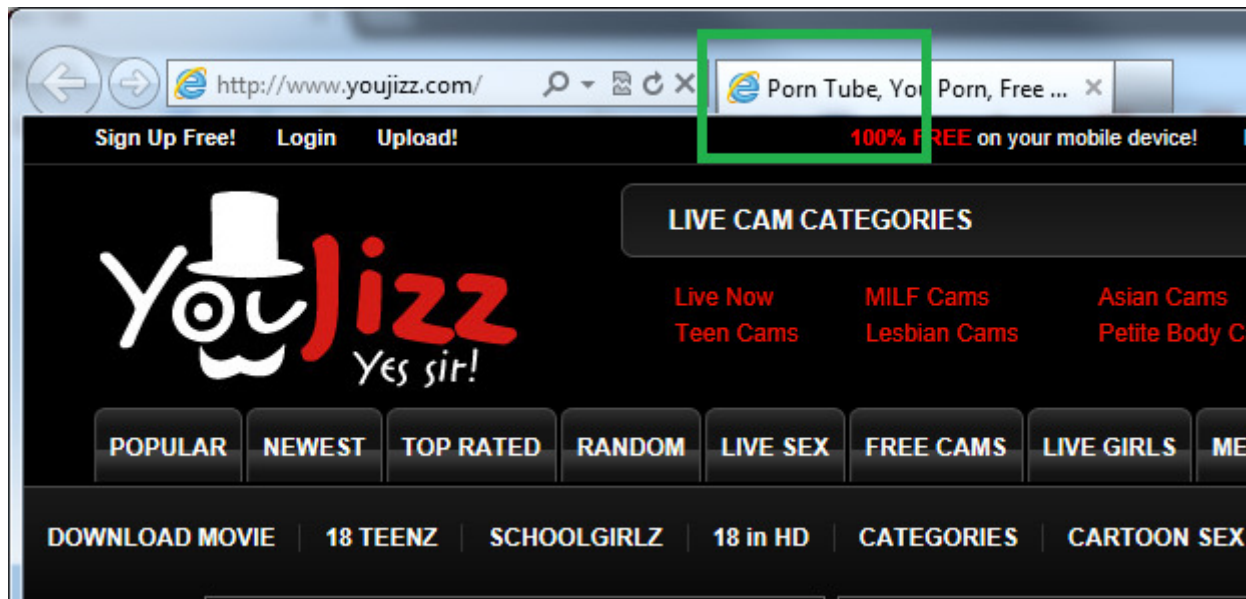 http://www.youjizz.com/
Porn Tube, You Porn, Free ...
Sign Up Free! Login Upload! 100% FREE on your mobile device!
LIVE CAM CATEGORIES
YouJizz
Yes sir!
Live Now MILF Cams Asian Cams
Teen Cams Lesbian Cams Petite Body C
POPULAR NEWEST TOP RATED RANDOM LIVE SEX FREE CAMS LIVE GIRLS ME
DOWNLOAD MOVIE 18 TEENZ SCHOOLGIRLZ 18 in HD CATEGORIES CARTOON SEX